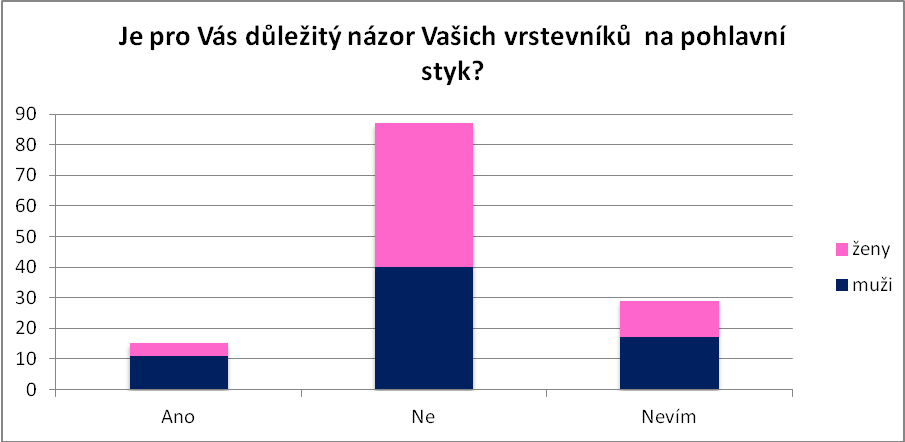 Je pro Vás důležitý názor Vašich vrstevníků na pohlavní
styk?
90
80
70
60
50
40
30
20
10
0
Ano Ne Nevím
ženy
muži